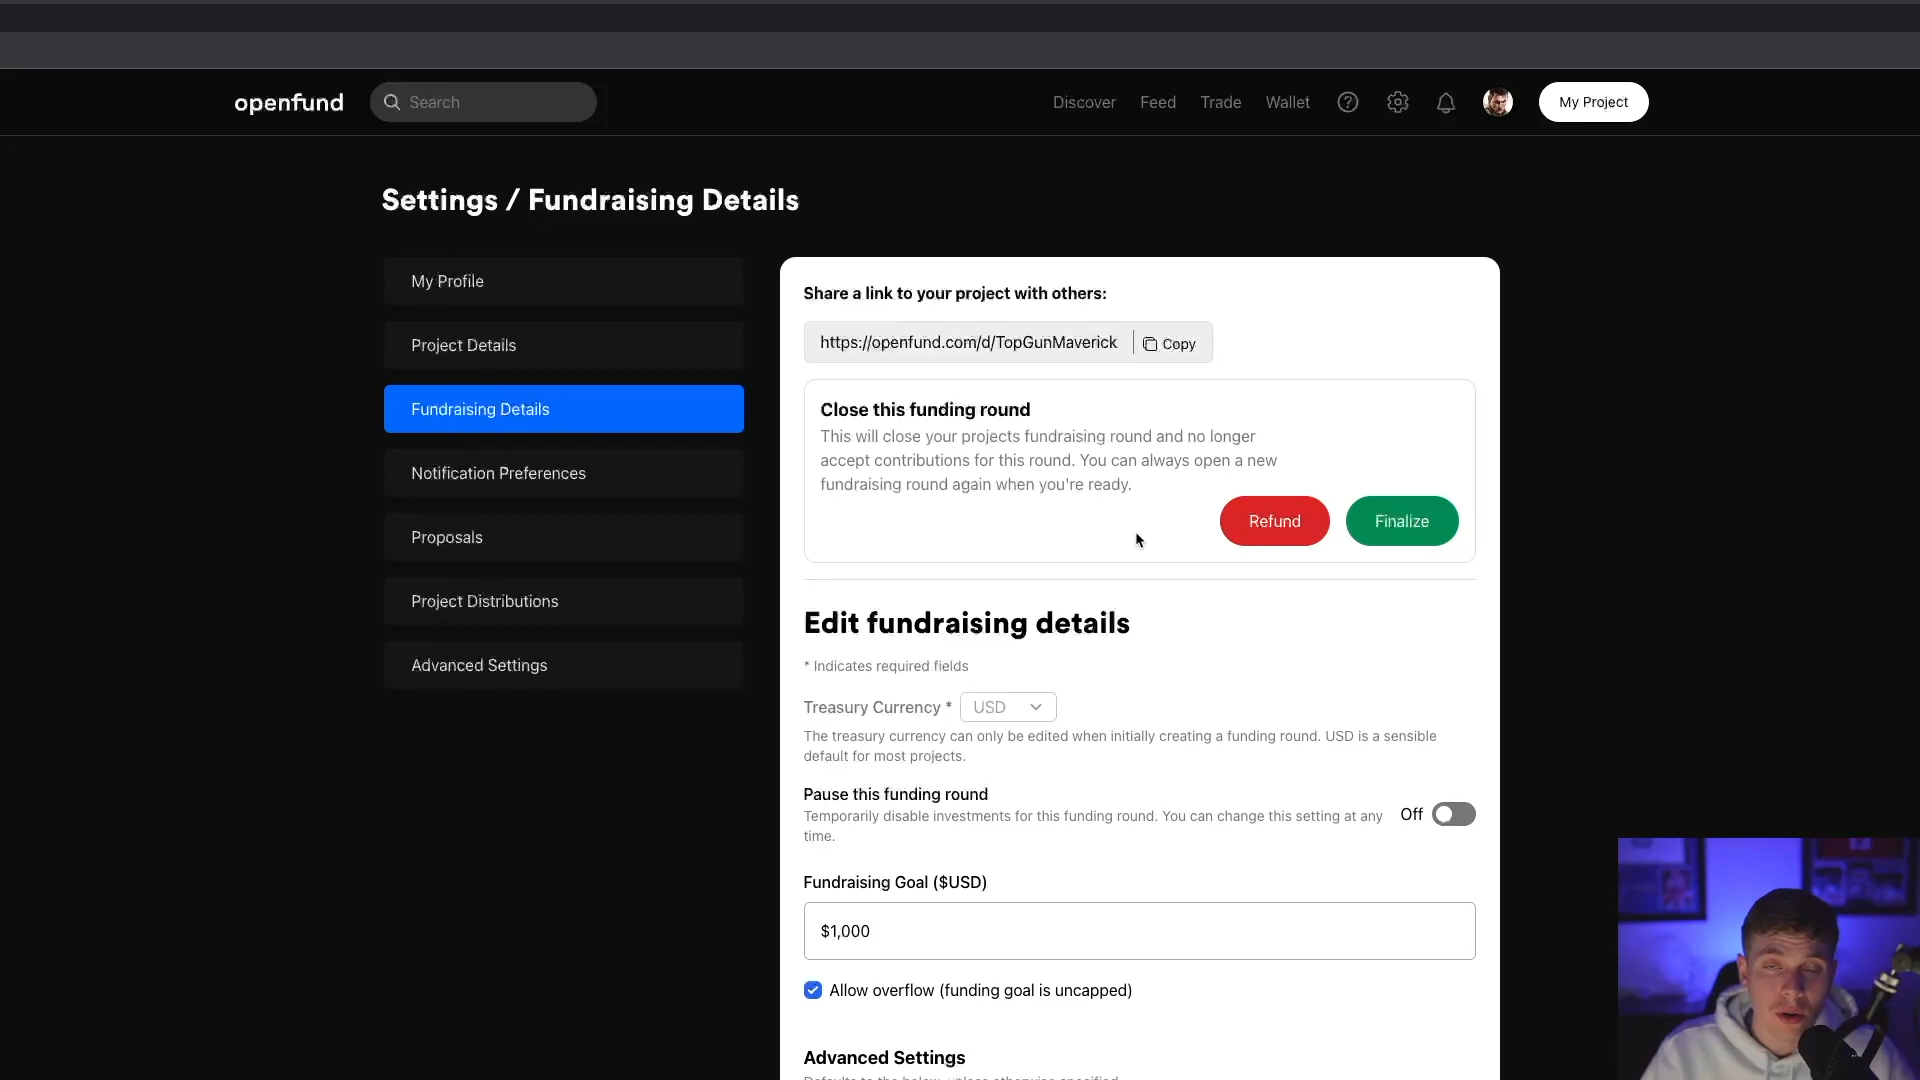 openfund
Search
Discover
Feed
Trade
Wallet
My Project
Settings / Fundraising Details
My Profile
Project Details
Fundraising Details
Notification Preferences
Proposals
Project Distributions
Advanced Settings
Share a link to your project with others:
https://openfund.com/d/TopGunMaverick
Copy
Close this funding round
This will close your projects fundraising round and no longer
accept contributions for this round. You can always open a new
fundraising round again when you're ready.
Refund
Finalize
Edit fundraising details
* Indicates required fields
Treasury Currency *
USD
The treasury currency can only be edited when initially creating a funding round. USD is a sensible
default for most projects.
Pause this funding round
Temporarily disable investments for this funding round. You can change this setting at any
time.
Off
Fundraising Goal ($USD)
$1,000
Allow overflow (funding goal is uncapped)
Advanced Settings